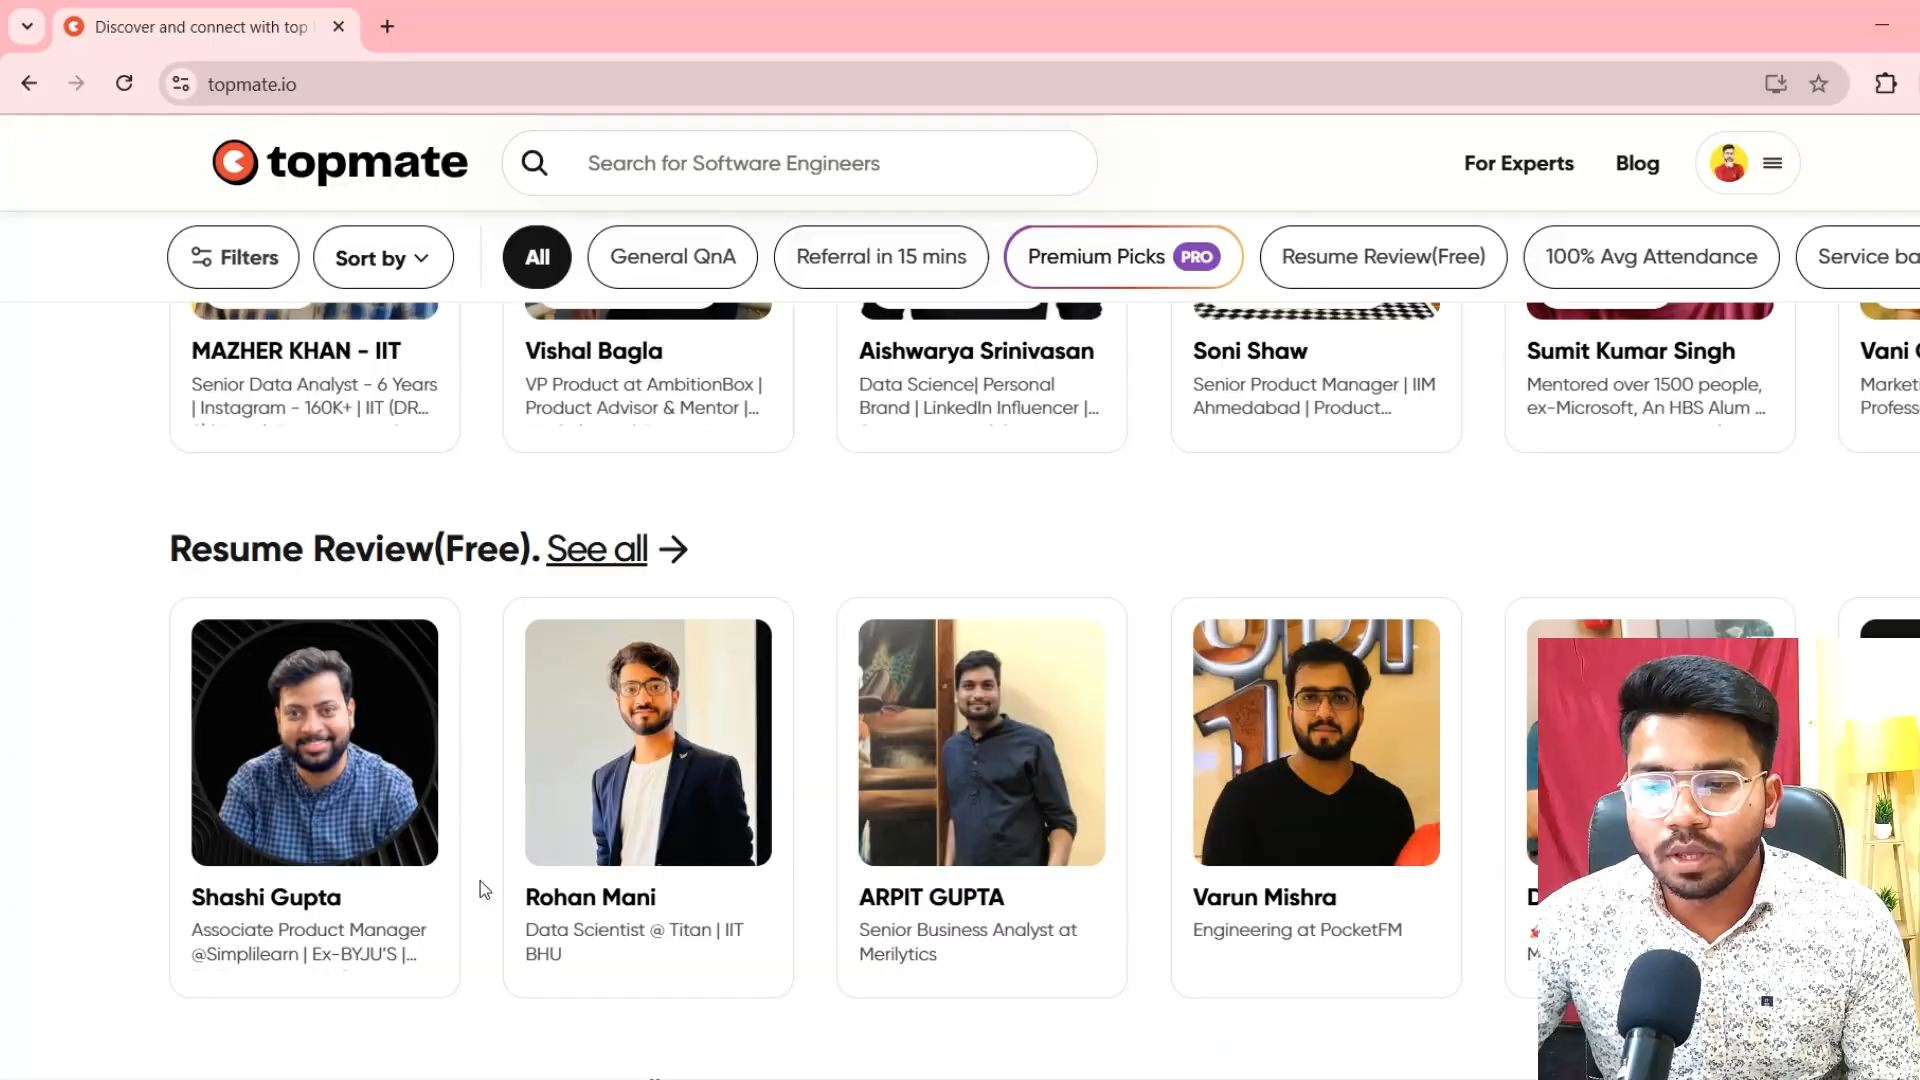 Discover and connect with top
topmate.io
topmate
Search for Software Engineers
For Experts
Blog
Filters
Sort by
All
General QnA
Referral in 15 mins
Premium Picks PRO
Resume Review(Free)
100% Avg Attendance
Service ba
MAZHER KHAN - IIT
Senior Data Analyst - 6 Years
| Instagram - 160K+ | IIT (DR...
Vishal Bagla
VP Product at AmbitionBox |
Product Advisor & Mentor |...
Aishwarya Srinivasan
Data Science| Personal
Brand | LinkedIn Influencer |...
Soni Shaw
Senior Product Manager | IIM
Ahmedabad | Product...
Sumit Kumar Singh
Mentored over 1500 people,
ex-Microsoft, An HBS Alum ...
Vani
Marketi
Profess
Resume Review(Free). See all →
Shashi Gupta
Associate Product Manager
@Simplilearn | Ex-BYJU'S |...
Rohan Mani
Data Scientist @ Titan | IIT
BHU
ARPIT GUPTA
Senior Business Analyst at
Merilytics
Varun Mishra
Engineering at PocketFM